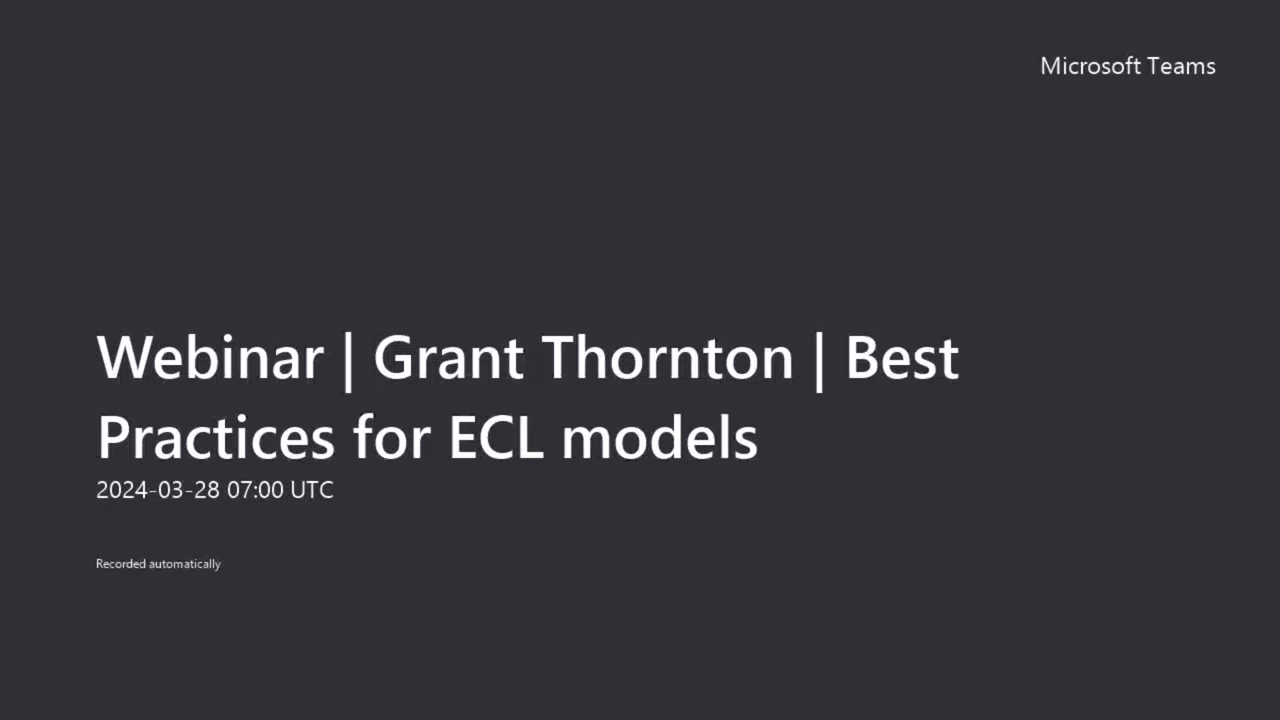 Microsoft Teams
Webinar | Grant Thornton | Best
Practices for ECL models
2024-03-28 07:00 UTC
Recorded automatically